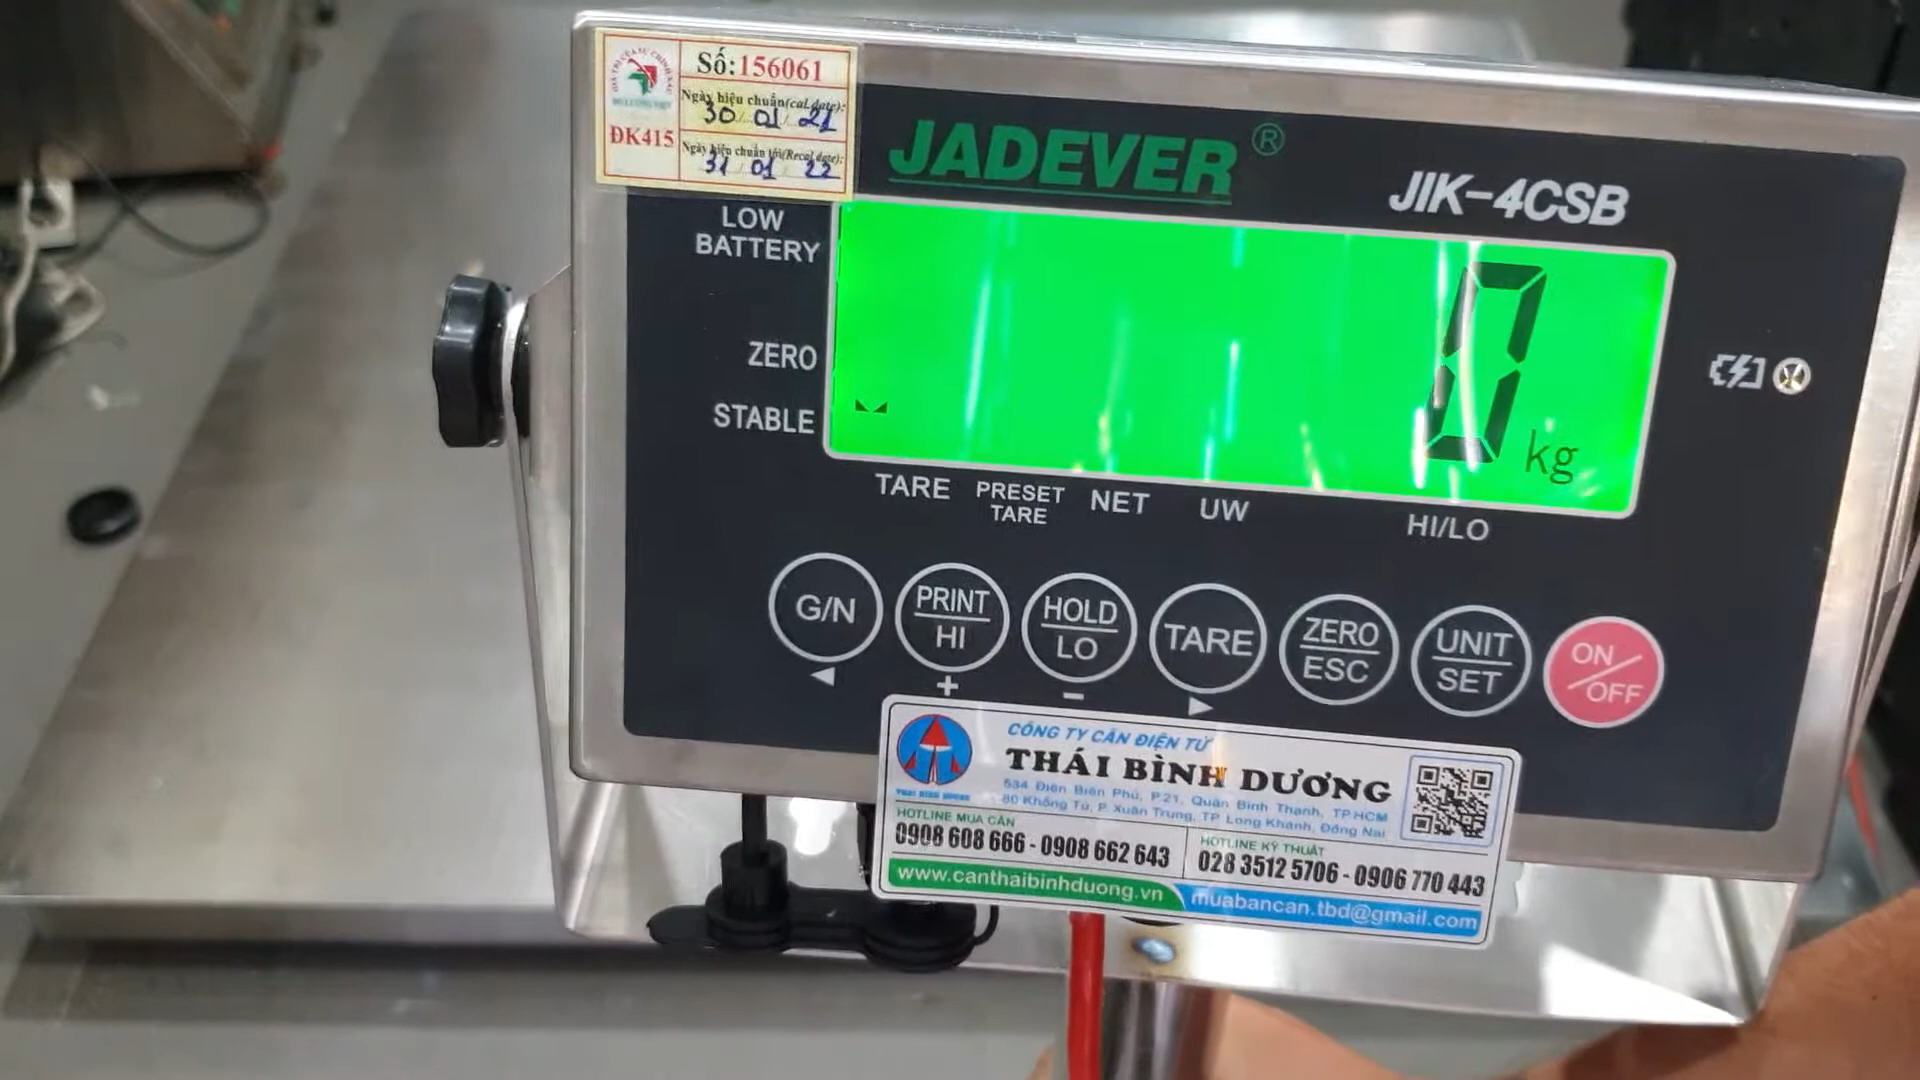 Số:156061
Ngày hiệu chuẩn(cal.date):
30 01 21
ĐK415
Ngày hiệu chuẩn tới(Recal.date):
31 01 22
JADEVER®
JIK-4CSB
LOW
BATTERY
ZERO
STABLE
0 kg
TARE
PRESET
TARE
NET
UW
HI/LO
G/N
PRINT
HI
HOLD
LO
TARE
ZERO
ESC
UNIT
SET
ON
OFF
+
-
CÔNG TY CÂN ĐIỆN TỬ
THÁI BÌNH DƯƠNG
534 Điện Biên Phủ, P.21, Quận Bình Thạnh, TP.HCM
80 Khổng Tử, P. Xuân Trung, TP Long Khánh, Đồng Nai
THAI BINH DUONG
HOTLINE MUA CÂN
0908 608 666 - 0908 662 643
HOTLINE KỸ THUẬT
028 3512 5706 - 0906 770 443
www.canthaibinhduong.vn
muabancan.tbd@gmail.com